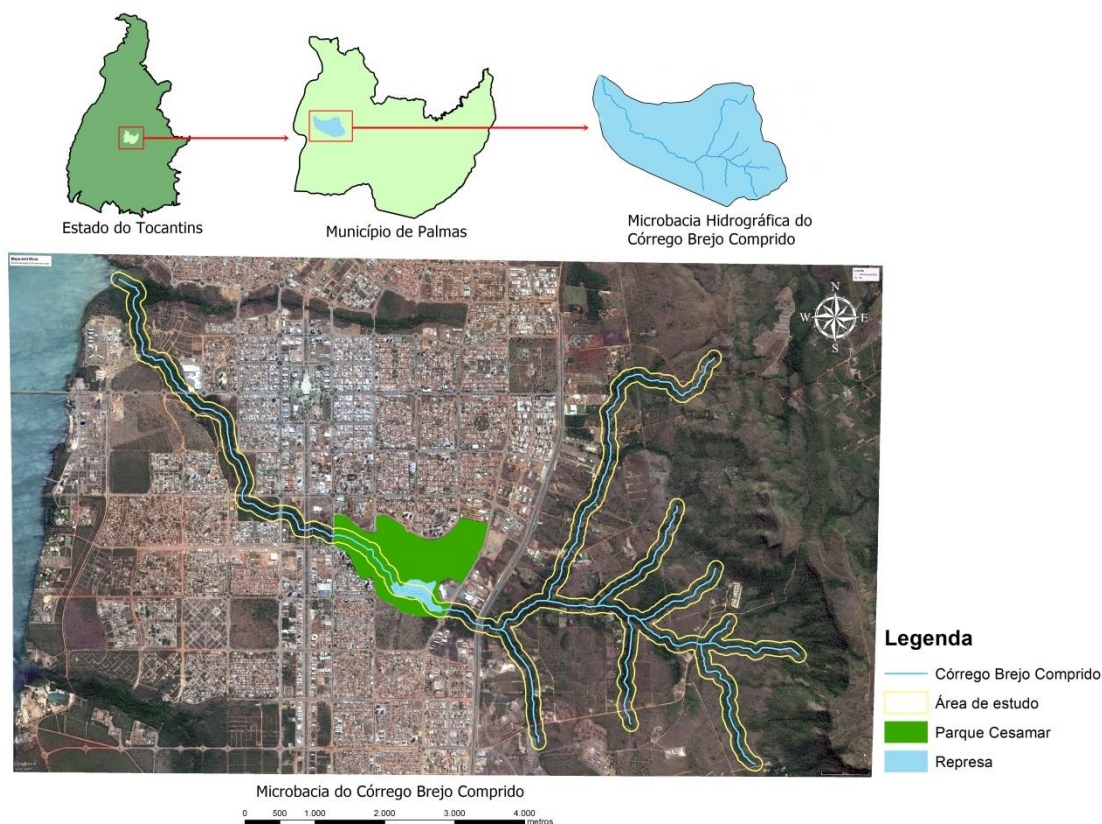 Estado do Tocantins
Município de Palmas
Microbacia Hidrográfica do
Córrego Brejo Comprido
N
W
E
S
Legenda
Córrego Brejo Comprido
Área de estudo
Parque Cesamar
Represa
Microbacia do Córrego Brejo Comprido
0 500 1.000 2.000 3.000 4.000
metros